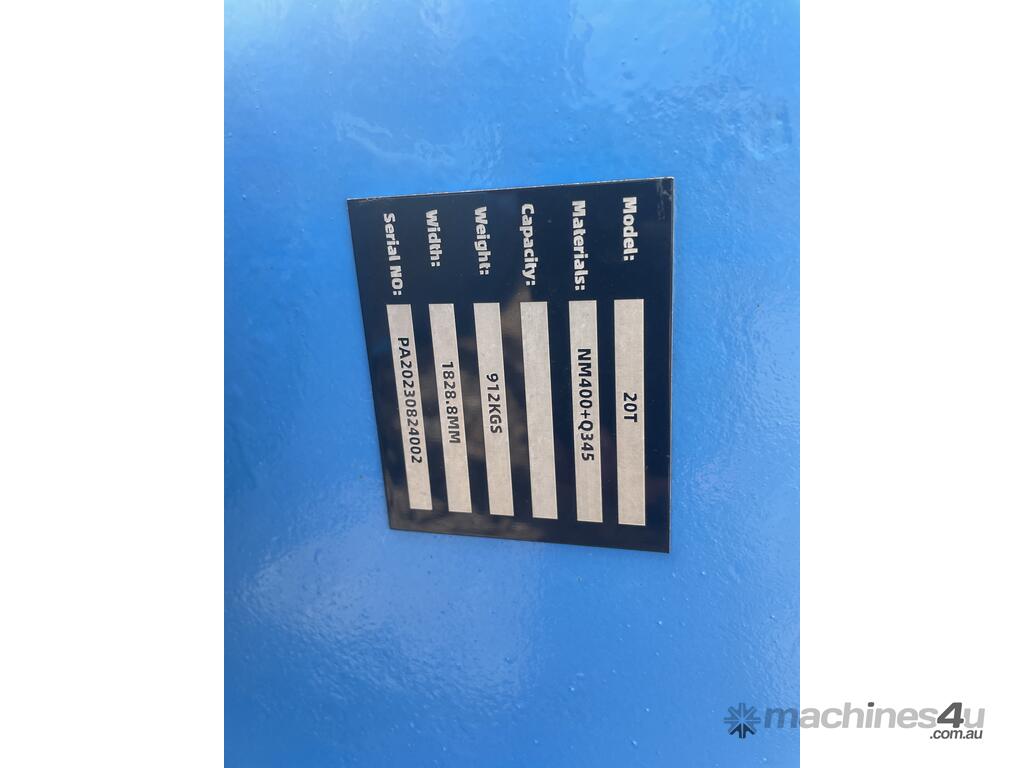 Model: 20T
Materials: NM400+Q345
Capacity:
Weight: 912KGS
Width: 1828.8MM
Serial NO: PA20230824002
machines4u
.com.au